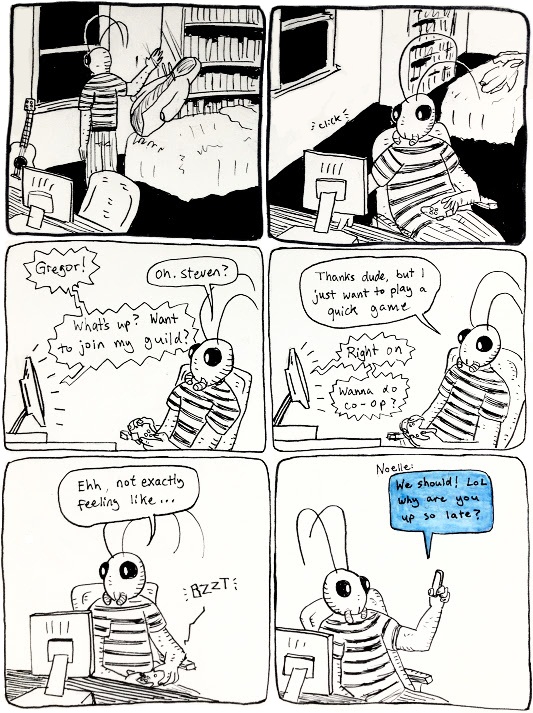 click
Gregor!
Oh. steven?
What's up? Want
to join my guild?
Thanks dude, but I
just want to play a
quick game
Right on
Wanna do
co-op?
Ehh, not exactly
feeling like...
BZZT
Noelle:
We should! LoL
why are you
up so late?